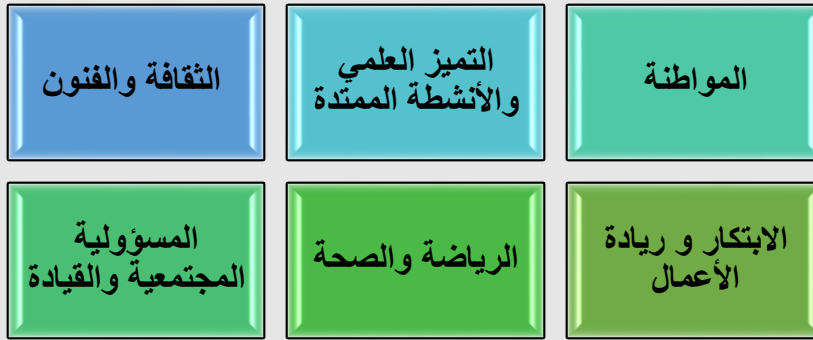 المواطنة
التميز العلمي
والأنشطة الممتدة
الثقافة والفنون
الابتكار و ريادة
الأعمال
الرياضة والصحة
المسؤولية
المجتمعية والقيادة